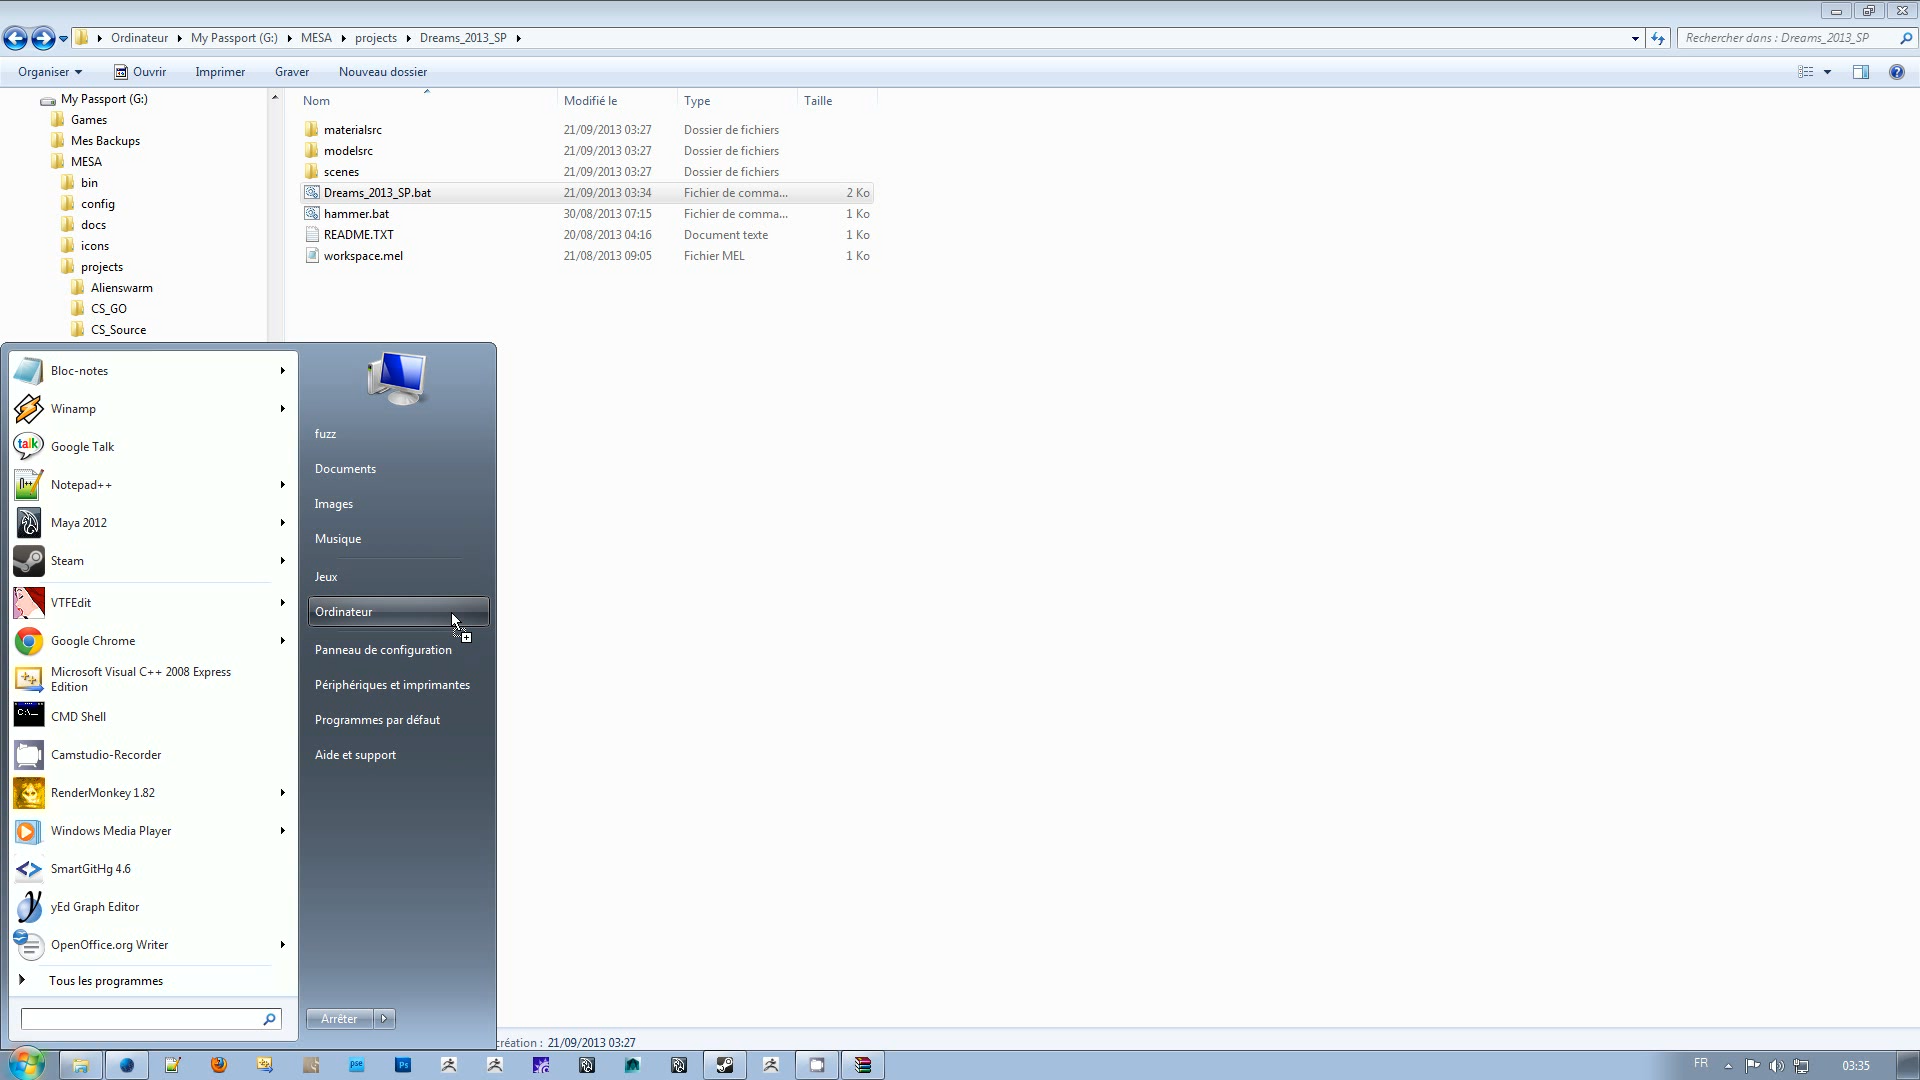 Ordinateur My Passport (G:) MESA projects Dreams_2013_SP
Rechercher dans : Dreams_2013_SP
Organiser Ouvrir Imprimer Graver Nouveau dossier
My Passport (G:)
Games
Mes Backups
MESA
bin
config
docs
icons
projects
Alienswarm
CS_GO
CS_Source
Nom Modifié le Type Taille
materialsrc 21/09/2013 03:27 Dossier de fichiers
modelsrc 21/09/2013 03:27 Dossier de fichiers
scenes 21/09/2013 03:27 Dossier de fichiers
Dreams_2013_SP.bat 21/09/2013 03:34 Fichier de comma... 2 Ko
hammer.bat 30/08/2013 07:15 Fichier de comma... 1 Ko
README.TXT 20/08/2013 04:16 Document texte 1 Ko
workspace.mel 21/08/2013 09:05 Fichier MEL 1 Ko
Bloc-notes
Winamp
talk
Google Talk
Notepad++
Maya 2012
Steam
VTFEdit
Google Chrome
Microsoft Visual C++ 2008 Express
Edition
C:\_
CMD Shell
Camstudio-Recorder
RenderMonkey 1.82
Windows Media Player
SmartGitHg 4.6
yEd Graph Editor
OpenOffice.org Writer
Tous les programmes
fuzz
Documents
Images
Musique
Jeux
Ordinateur
Panneau de configuration
Périphériques et imprimantes
Programmes par défaut
Aide et support
Arrêter
création : 21/09/2013 03:27
pse
Ps
FR
03:35